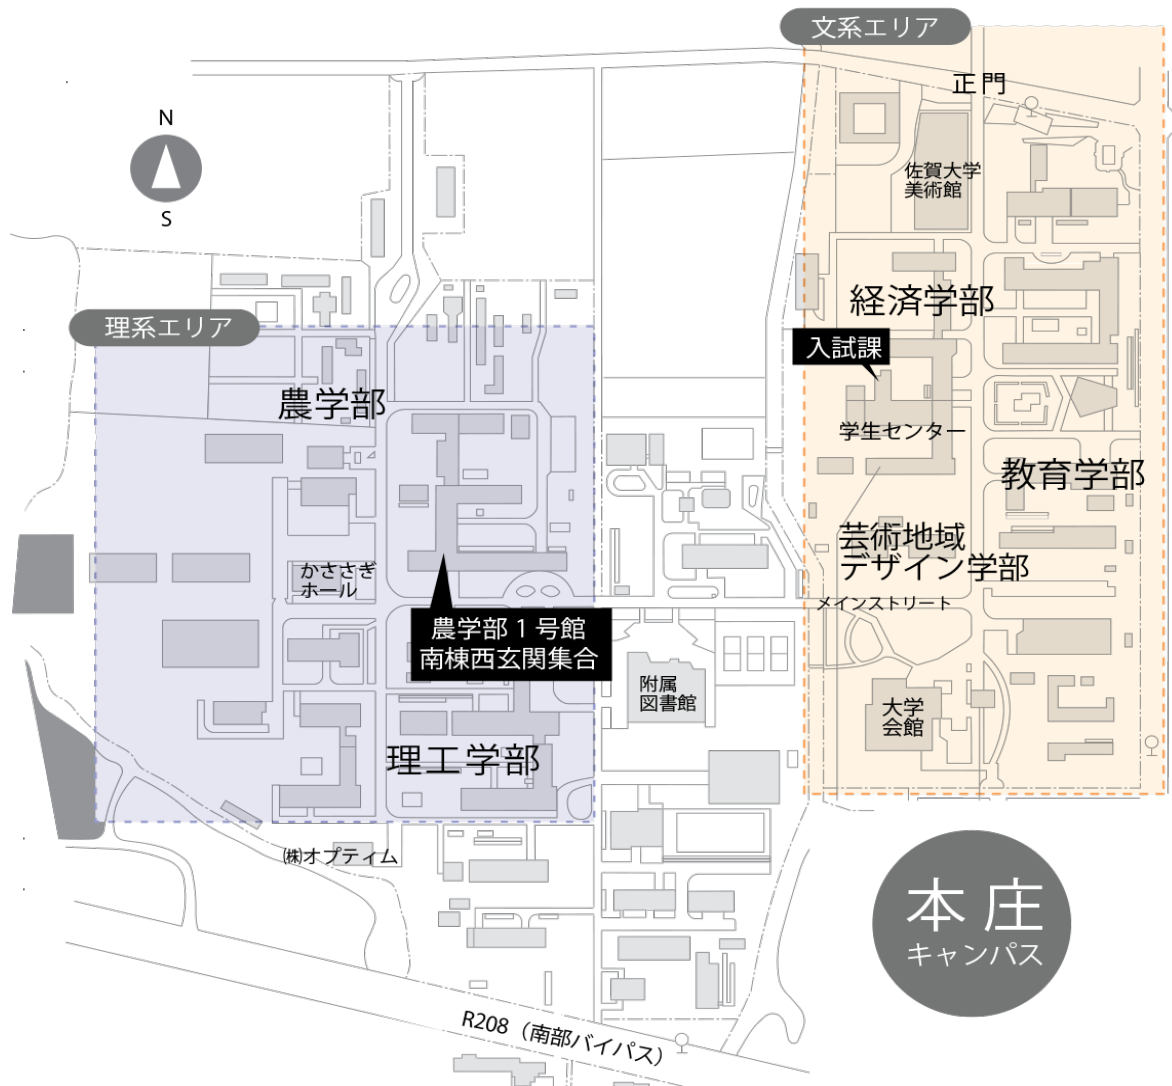 文系エリア
正門
N
S
佐賀大学
美術館
経済学部
理系エリア
入試課
農学部
学生センター
教育学部
芸術地域
デザイン学部
かささぎ
ホール
メインストリート
農学部1号館
南棟西玄関集合
附属
図書館
大学
会館
理工学部
㈱オプティム
本庄
キャンパス
R208（南部バイパス）